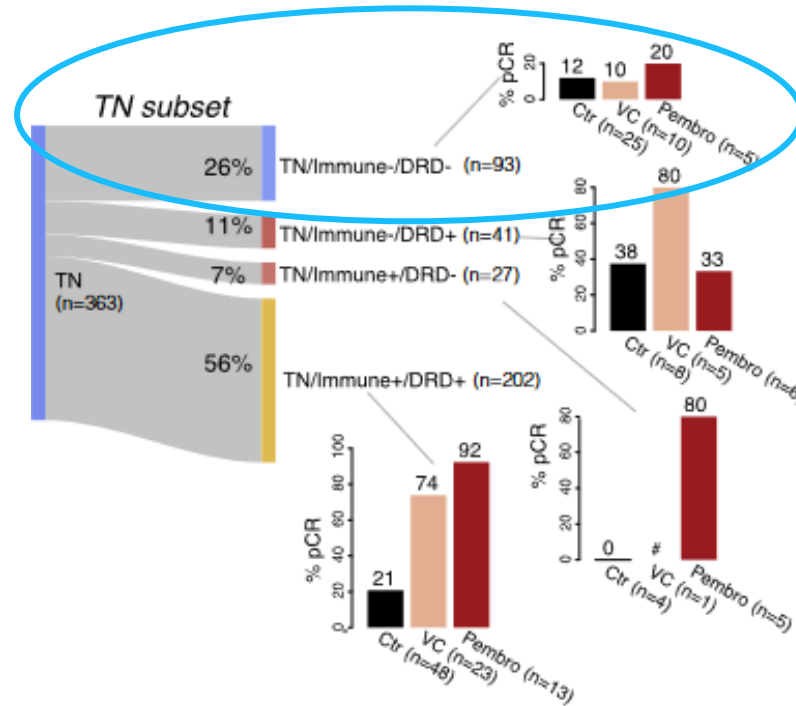 TN subset
TN
(n=363)
26%
TN/Immune-/DRD- (n=93)
11%
TN/Immune-/DRD+ (n=41)
7%
TN/Immune+/DRD- (n=27)
56%
TN/Immune+/DRD+ (n=202)
% pCR
0
20
12
10
20
Ctr (n=25)
VC (n=10)
Pembro (n=5)
% pCR
0
20
40
60
80
38
80
33
Ctr (n=8)
VC (n=5)
Pembro (n=6
% pCR
0
20
40
60
80
100
21
74
92
Ctr (n=48)
VC (n=23)
Pembro (n=13)
% pCR
0
20
40
60
80
0
#
80
Ctr (n=4)
VC (n=1)
Pembro (n=5)